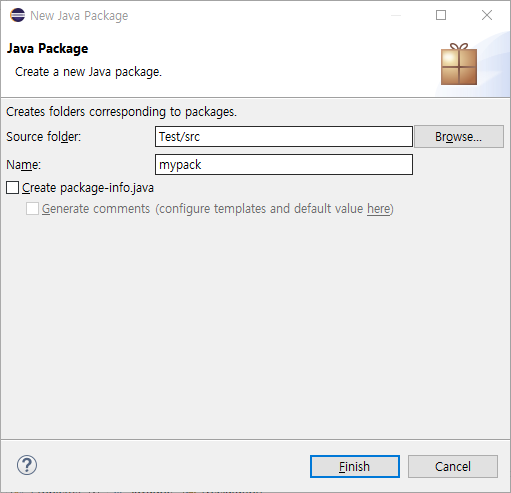 New Java Package
Java Package
Create a new Java package.
Creates folders corresponding to packages.
Source folder: Test/src Browse...
Name: mypack
Create package-info.java
Generate comments (configure templates and default value here)
Finish Cancel